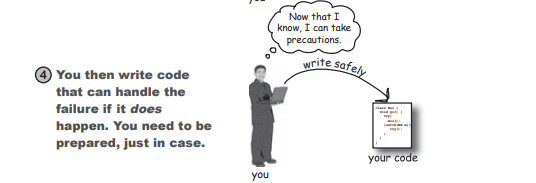 you
Now that I
know, I can take
precautions.
write safely
4 You then write code
that can handle the
failure if it does
happen. You need to be
prepared, just in case.
your code
you